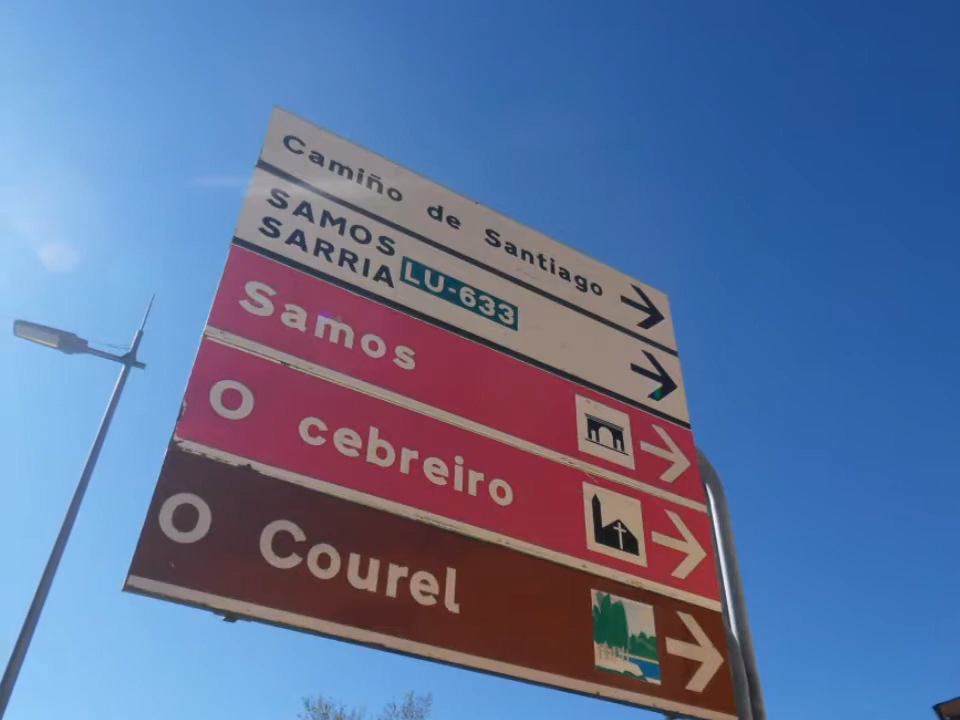 Camiño de Santiago
SAMOS
SARRIA LU-633
Samos
O cebreiro
O Courel